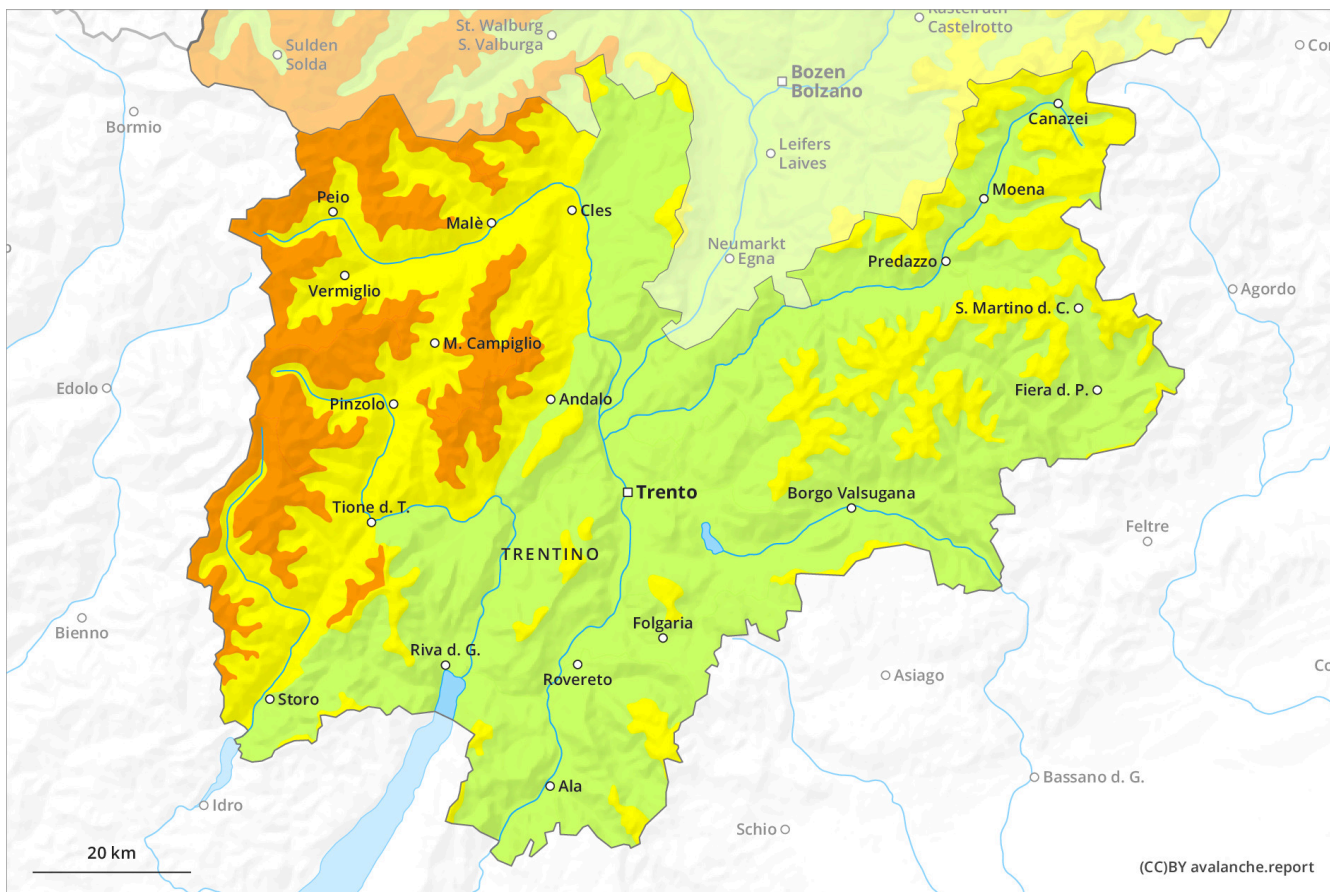 St. Walburg
S. Valburga
Kastelruth
Castelrotto
Sulden
Solda
Bozen
Bolzano
Bormio
Canazei
Leifers
Laives
Peio
Malè
Cles
Moena
Neumarkt
Egna
Predazzo
Vermiglio
Agordo
S. Martino d. C.
M. Campiglio
Edolo
Pinzolo
Andalo
Fiera d. P.
Trento
Borgo Valsugana
Tione d. T.
Feltre
TRENTINO
Bienno
Folgaria
Riva d. G.
Rovereto
Asiago
Storo
Bassano d. G.
Ala
Idro
Schio
20 km
(CC)BY avalanche.report